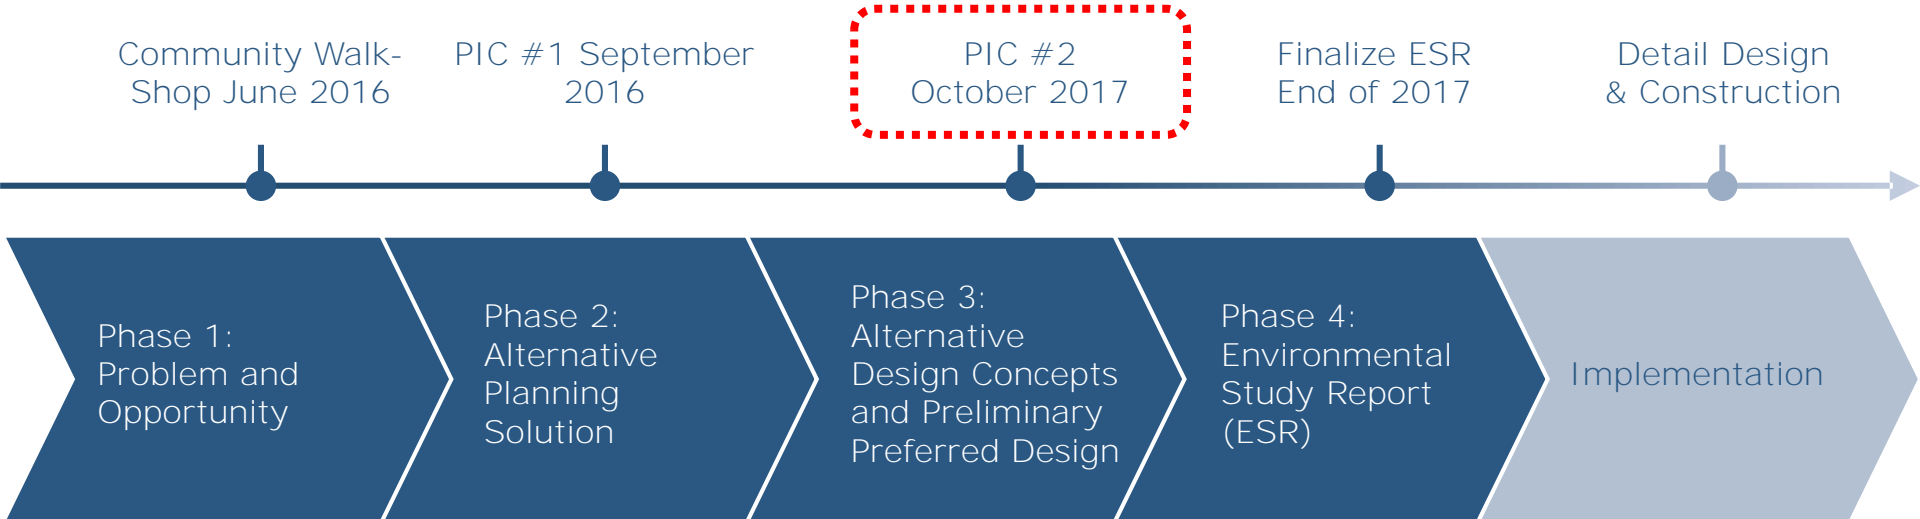 Community Walk-
Shop June 2016
PIC #1 September
2016
PIC #2
October 2017
Finalize ESR
End of 2017
Detail Design
& Construction
Phase 1:
Problem and
Opportunity
Phase 2:
Alternative
Planning
Solution
Phase 3:
Alternative
Design Concepts
and Preliminary
Preferred Design
Phase 4:
Environmental
Study Report
(ESR)
Implementation